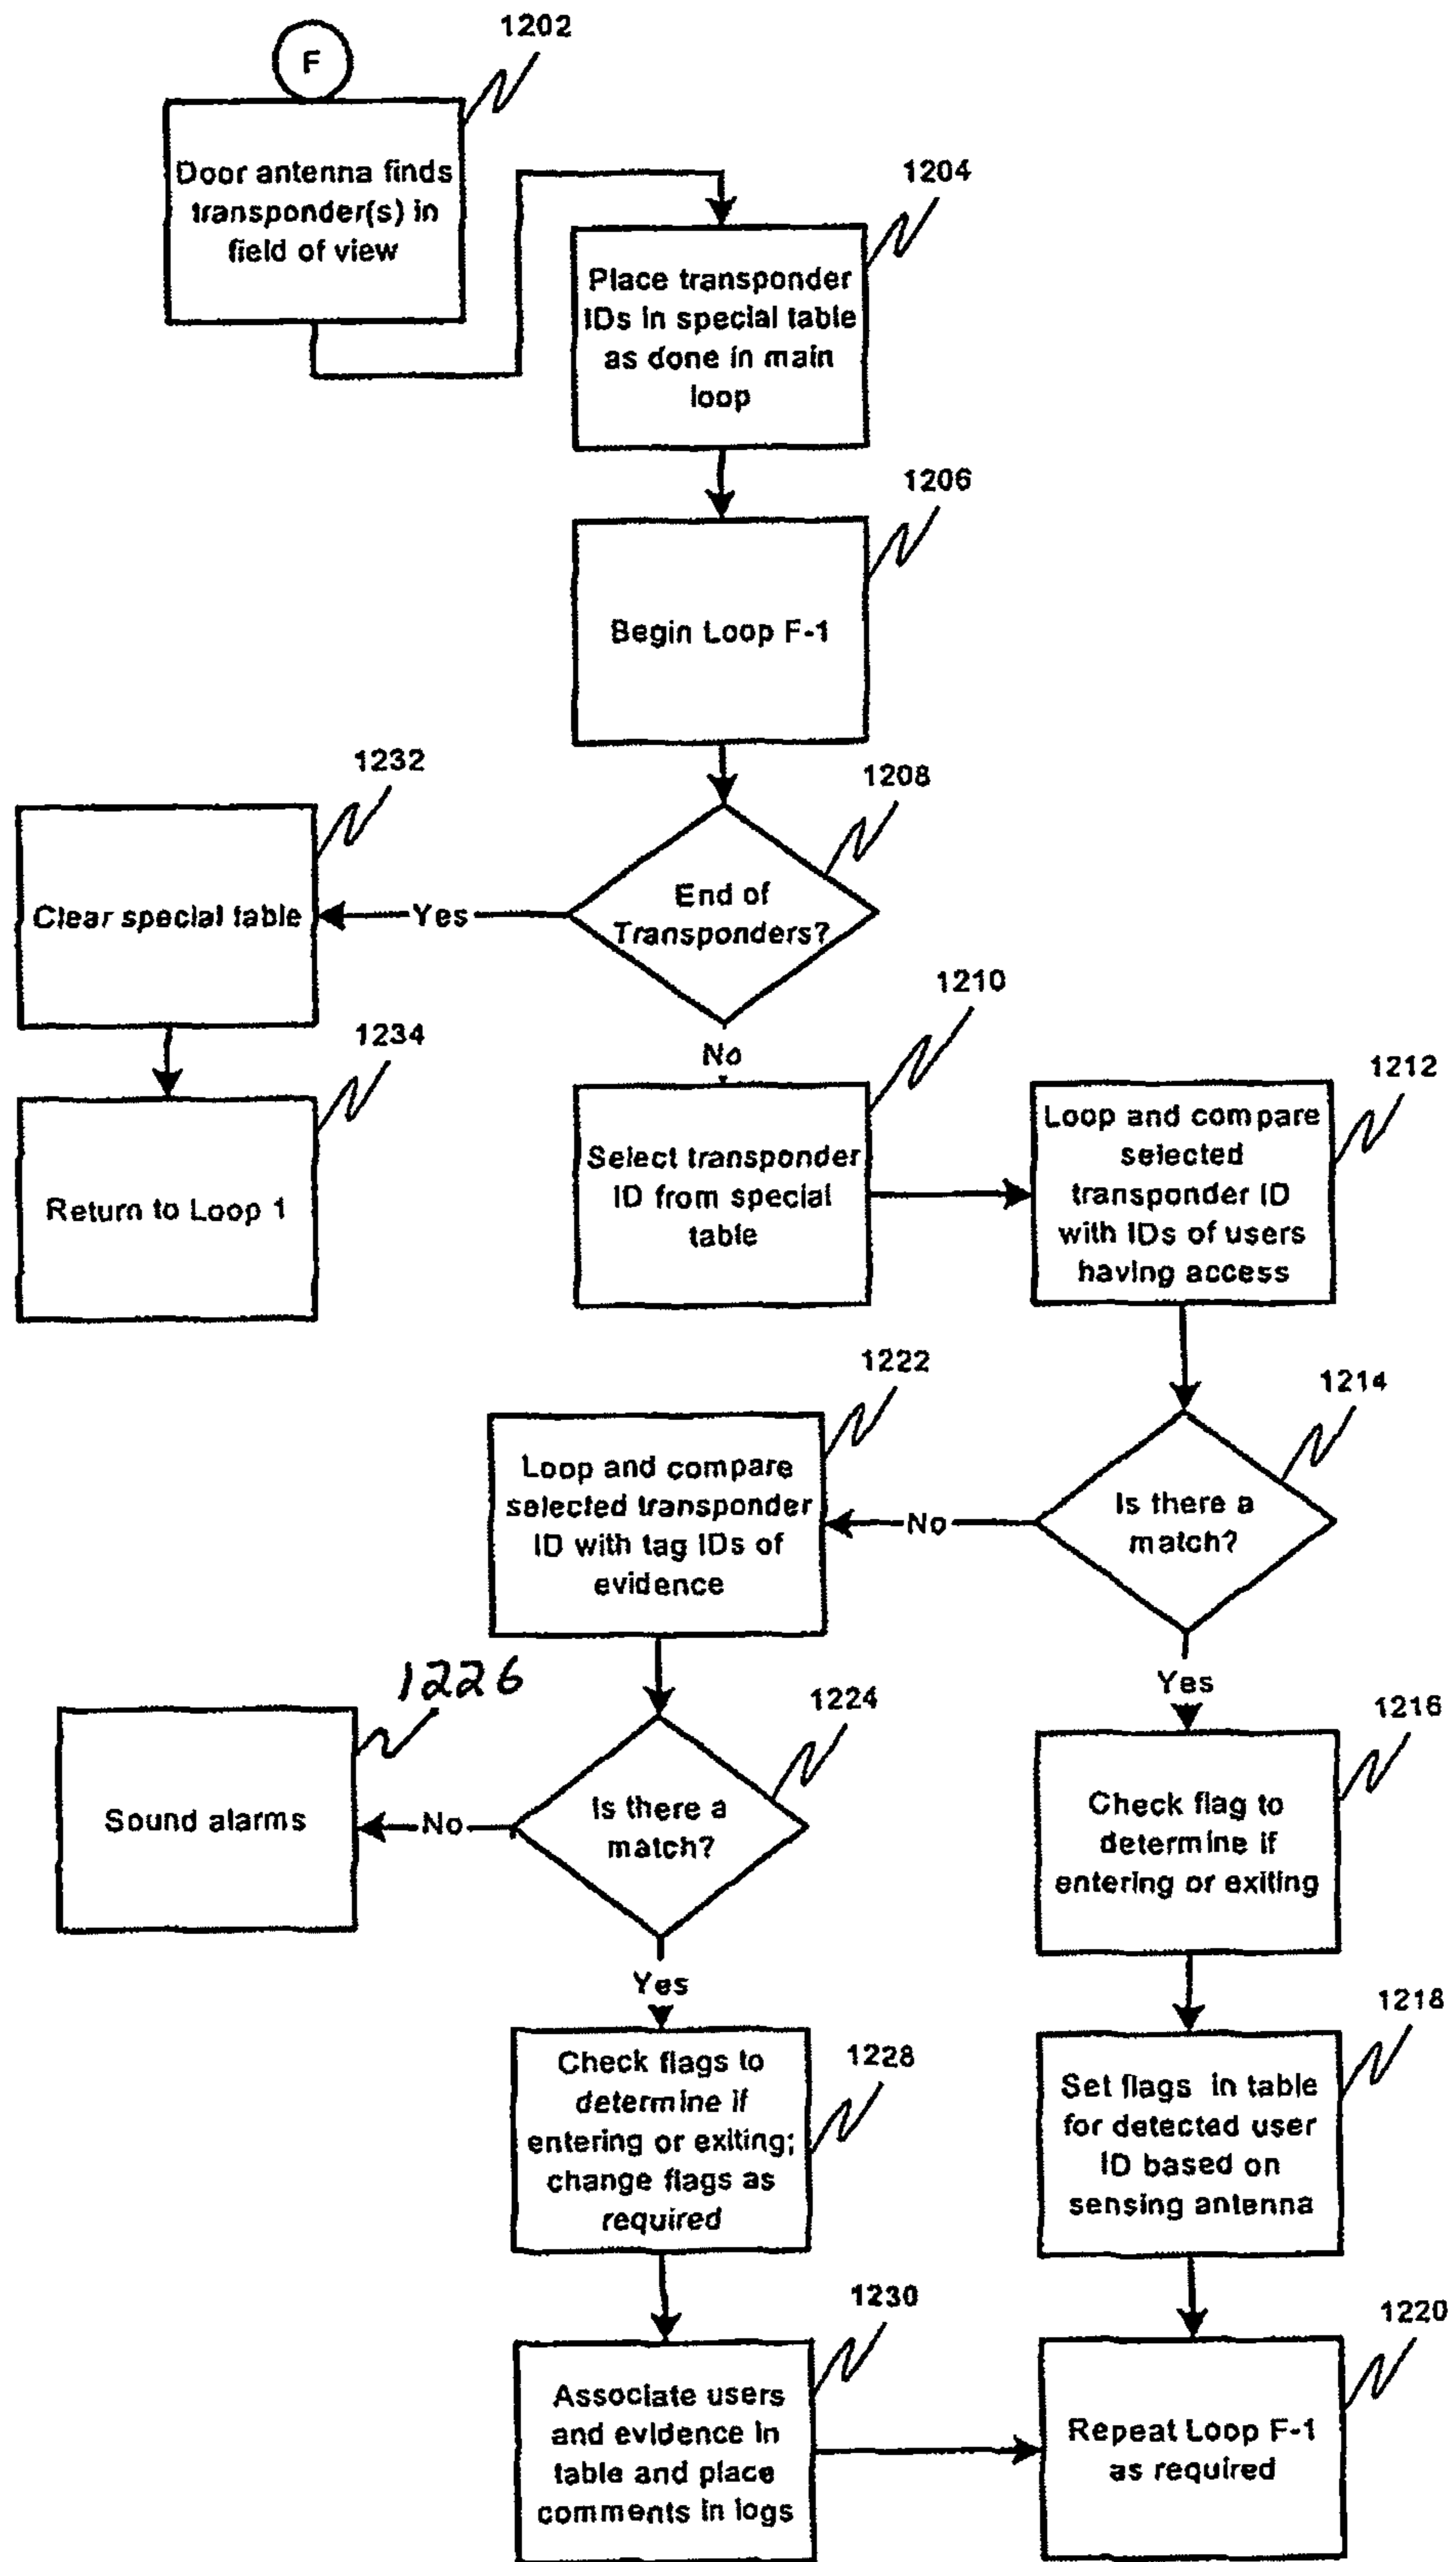 1202
F
Door antenna finds
transponder(s) in
field of view
1204
Place transponder
IDs in special table
as done in main
loop
1206
Begin Loop F-1
1232
1208
End of
Transponders?
Yes
Clear special table
1210
No
1234
1212
Loop and compare
selected
transponder ID
with IDs of users
having access
Select transponder
ID from special
table
Return to Loop 1
1222
1214
Loop and compare
selected transponder
ID with tag IDs of
evidence
No
Is there a
match?
1226
1224
Yes
1216
Sound alarms
No
Is there a
match?
Check flag to
determine if
entering or exiting
Yes
1218
1228
Check flags to
determine if
entering or exiting;
change flags as
required
Set flags in table
for detected user
ID based on
sensing antenna
1230
1220
Associate users
and evidence in
table and place
comments in logs
Repeat Loop F-1
as required